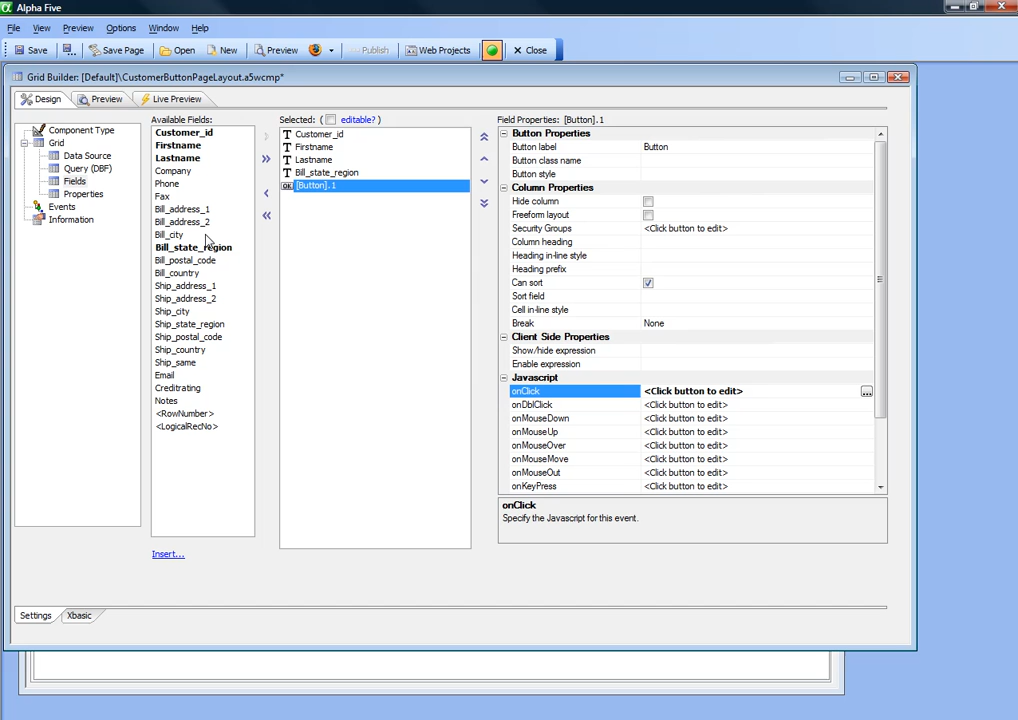 Alpha Five
File View Preview Options Window Help
Save Save Page Open New Preview Publish Web Projects Close
Grid Builder: [Default]\CustomerButtonPageLayout.a5wcmp*
Design Preview Live Preview
Component Type
Grid
Data Source
Query (DBF)
Fields
Properties
Events
Information
Available Fields:
Customer_id
Firstname
Lastname
Company
Phone
Fax
Bill_address_1
Bill_address_2
Bill_city
Bill_state_region
Bill_postal_code
Bill_country
Ship_address_1
Ship_address_2
Ship_city
Ship_state_region
Ship_postal_code
Ship_country
Ship_same
Email
Creditrating
Notes
<RowNumber>
<LogicalRecNo>
Insert...
Selected: ( editable? )
T Customer_id
T Firstname
T Lastname
T Bill_state_region
OK [Button].1
Field Properties: [Button].1
Button Properties
Button label Button
Button class name
Button style
Column Properties
Hide column
Freeform layout
Security Groups <Click button to edit>
Column heading
Heading in-line style
Heading prefix
Can sort
Sort field
Cell in-line style
Break None
Client Side Properties
Show/hide expression
Enable expression
Javascript
onClick <Click button to edit> ...
onDblClick <Click button to edit>
onMouseDown <Click button to edit>
onMouseUp <Click button to edit>
onMouseOver <Click button to edit>
onMouseMove <Click button to edit>
onMouseOut <Click button to edit>
onKeyPress <Click button to edit>
onClick
Specify the Javascript for this event.
Settings Xbasic